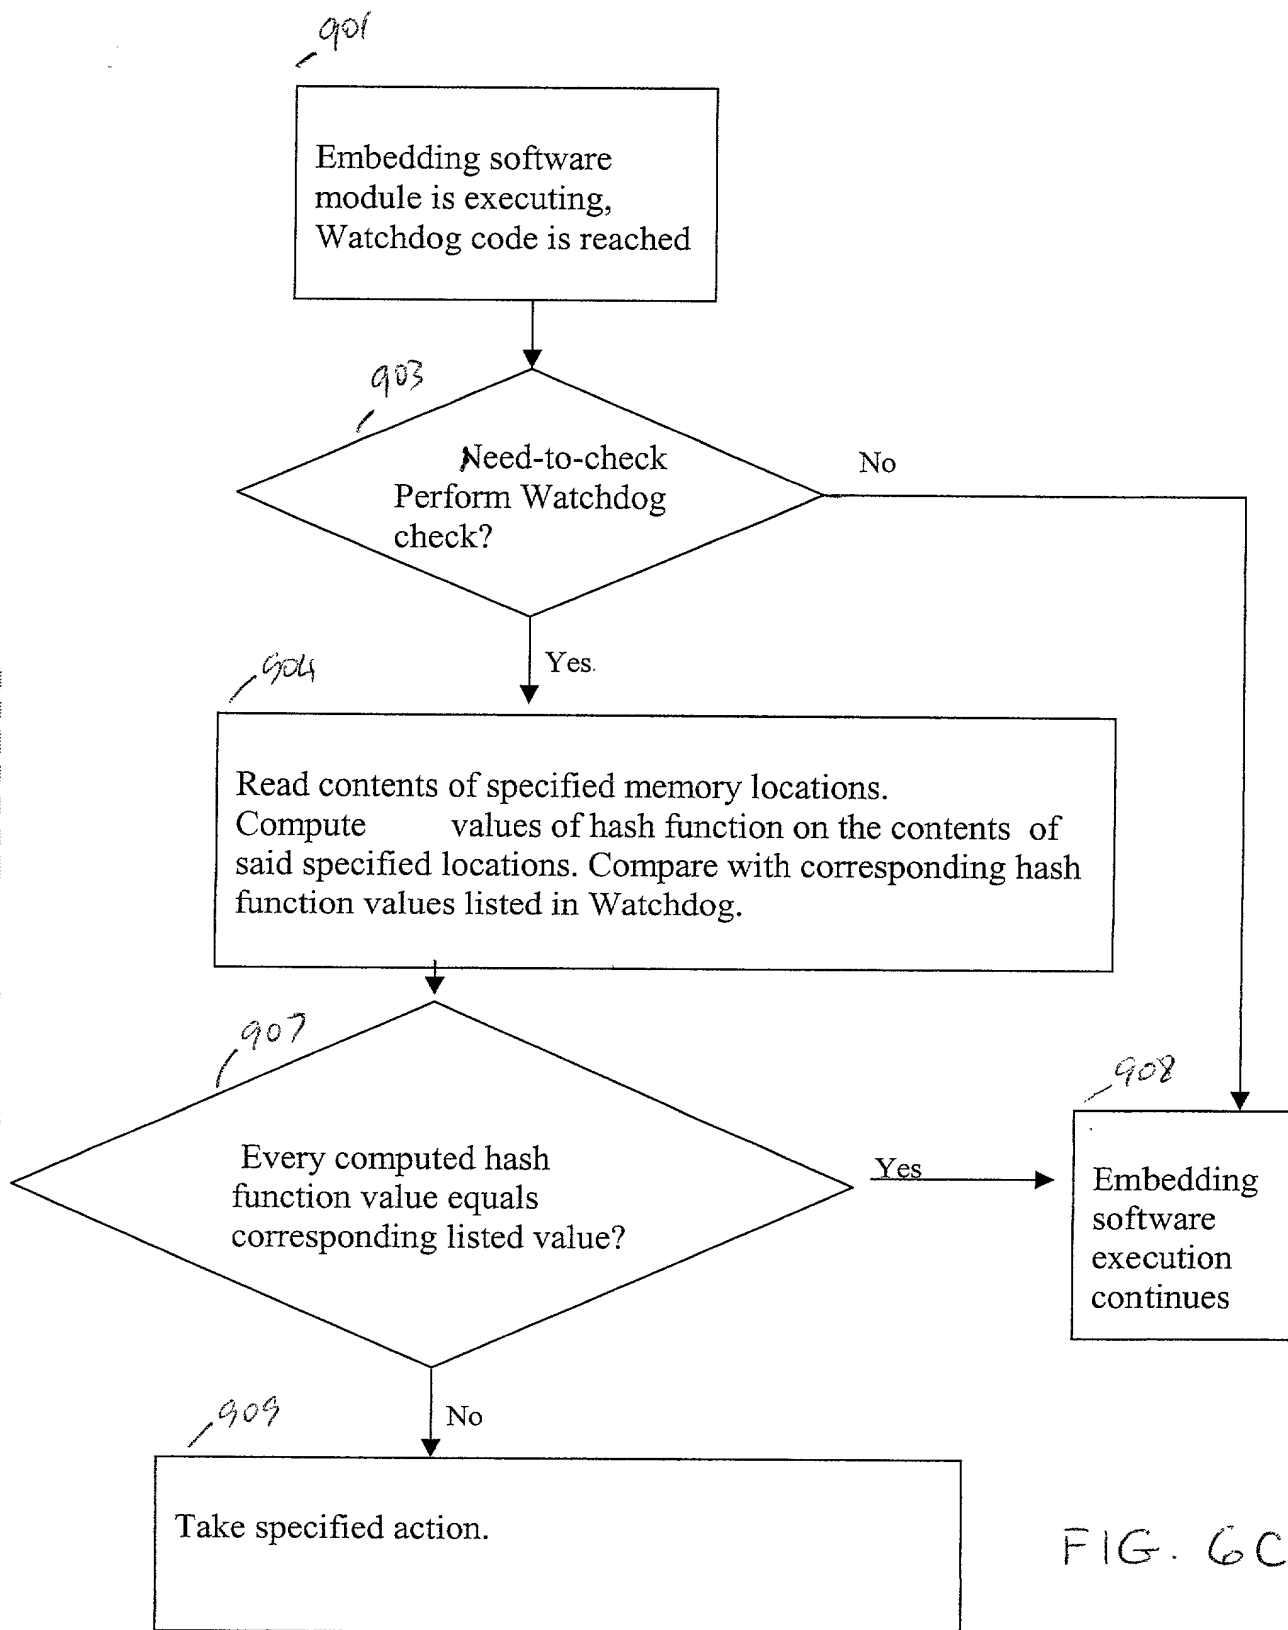 901
Embedding software
module is executing,
Watchdog code is reached
903
Need-to-check
Perform Watchdog
check?
No
Yes
904
Read contents of specified memory locations.
Compute values of hash function on the contents of
said specified locations. Compare with corresponding hash
function values listed in Watchdog.
907
Every computed hash
function value equals
corresponding listed value?
Yes
908
Embedding
software
execution
continues
No
909
Take specified action.
FIG. 6C